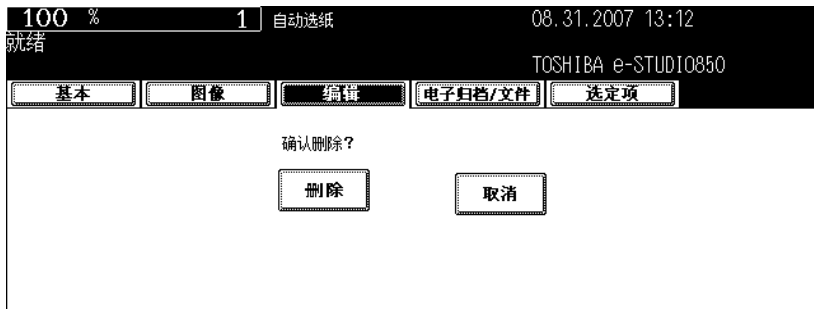 100 % 1 自动选纸 08.31.2007 13:12
就绪
TOSHIBA e-STUDIO850
基本 图像 编辑 电子归档/文件 选定项
确认删除?
删除 取消